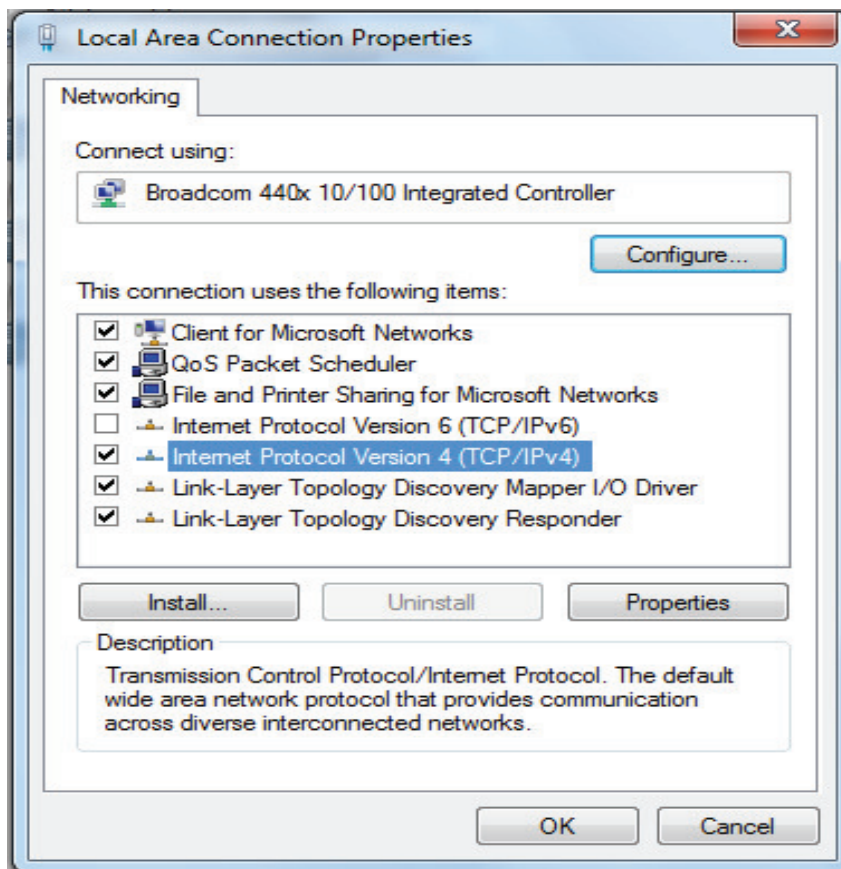 Local Area Connection Properties
Networking
Connect using:
Broadcom 440x 10/100 Integrated Controller
Configure...
This connection uses the following items:
Client for Microsoft Networks
QoS Packet Scheduler
File and Printer Sharing for Microsoft Networks
Internet Protocol Version 6 (TCP/IPv6)
Internet Protocol Version 4 (TCP/IPv4)
Link-Layer Topology Discovery Mapper I/O Driver
Link-Layer Topology Discovery Responder
Install... Uninstall Properties
Description
Transmission Control Protocol/Internet Protocol. The default
wide area network protocol that provides communication
across diverse interconnected networks.
OK Cancel